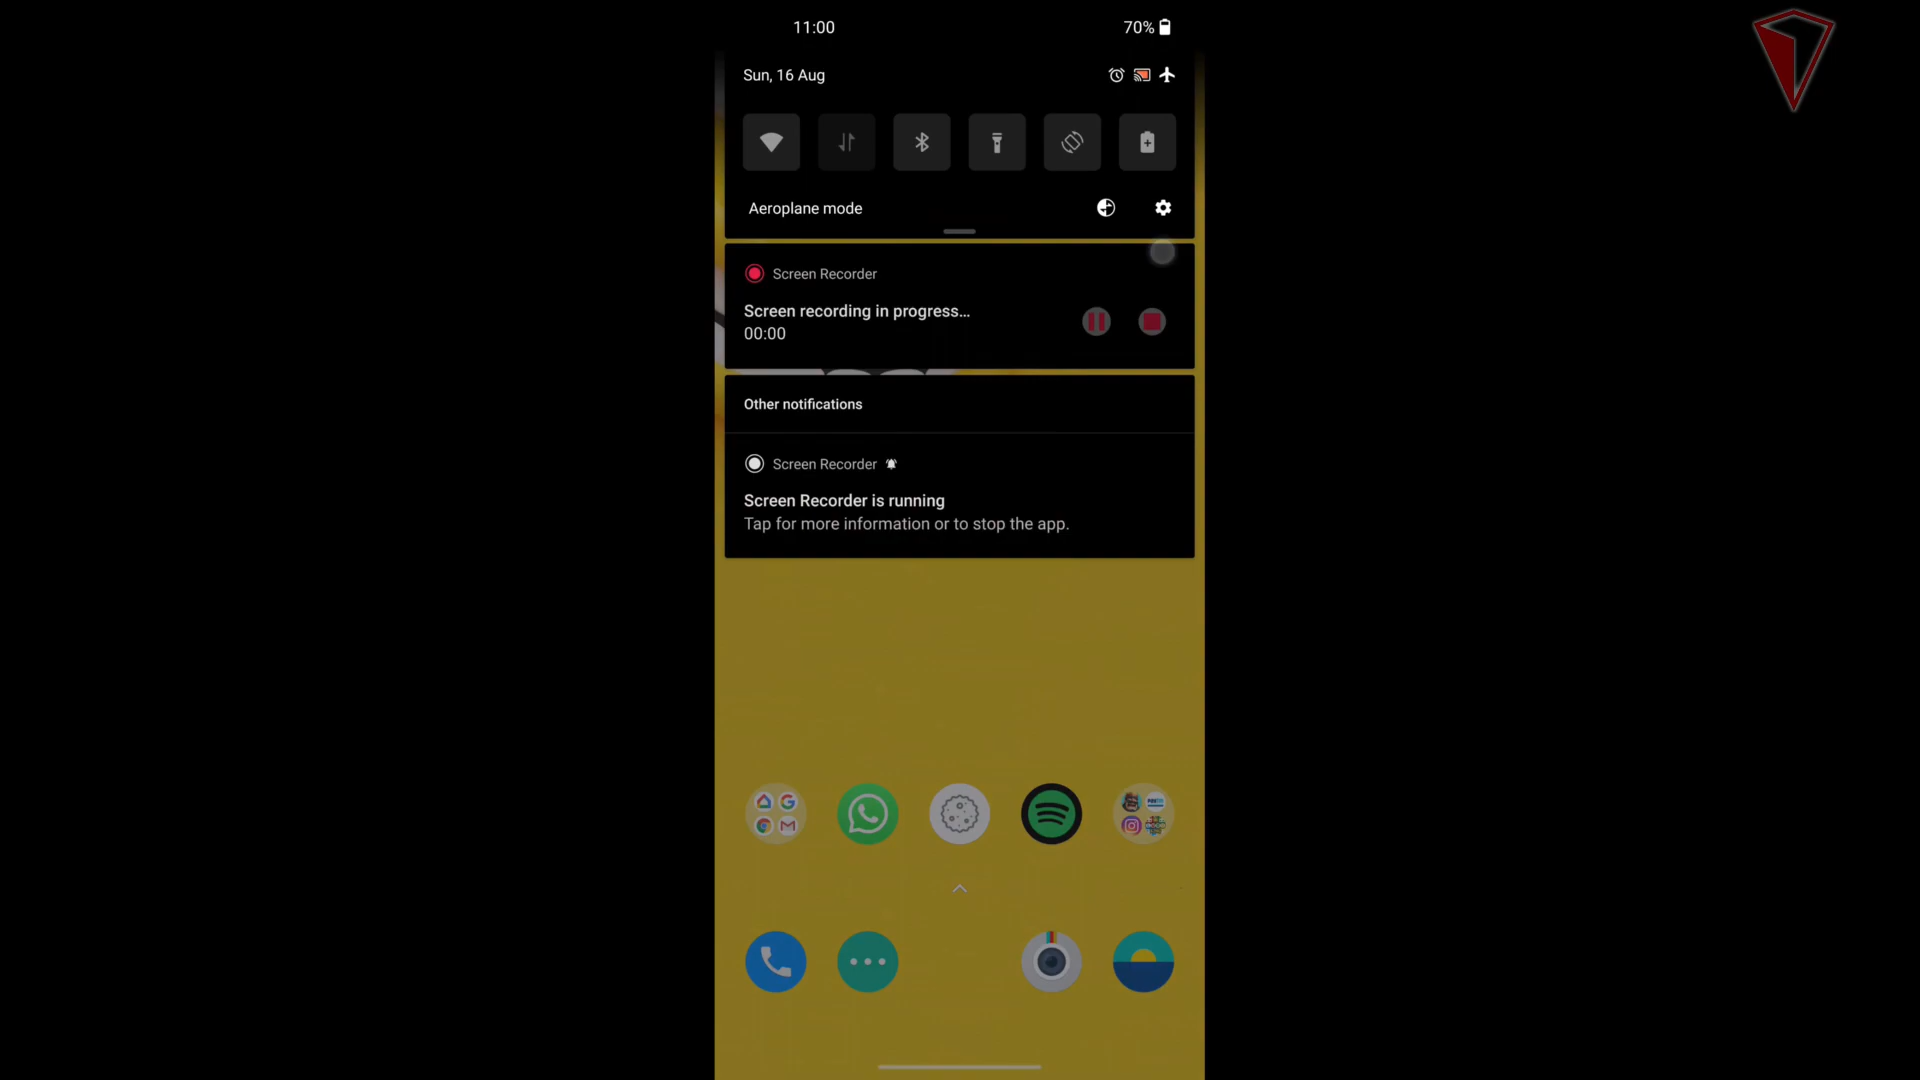 11:00
70%
Sun, 16 Aug
Aeroplane mode
Screen Recorder
Screen recording in progress...
00:00
Other notifications
Screen Recorder
Screen Recorder is running
Tap for more information or to stop the app.